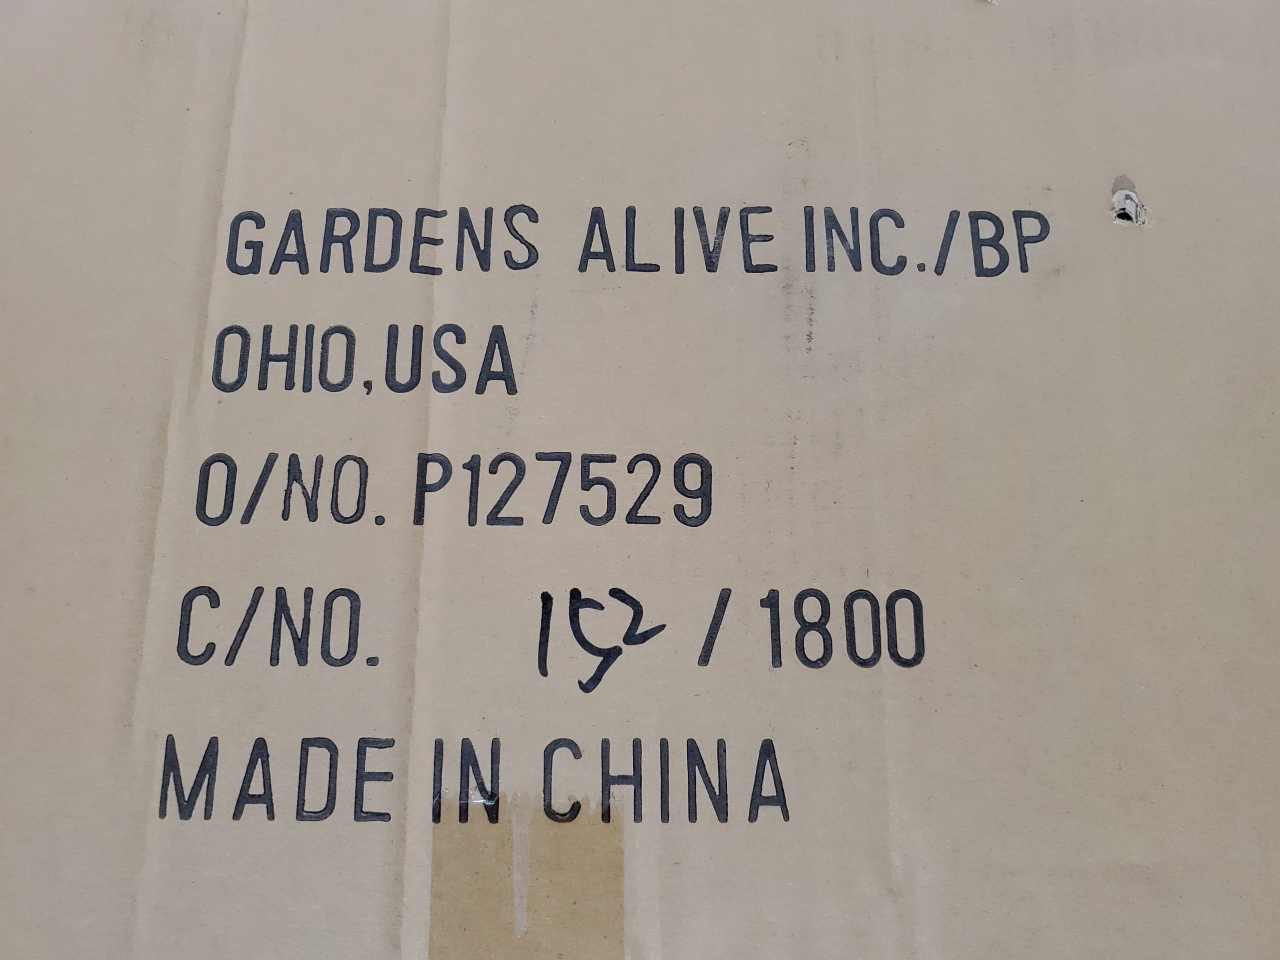 GARDENS ALIVE INC./BP
OHIO,USA
O/NO. P127529
C/NO. 152 / 1800
MADE IN CHINA